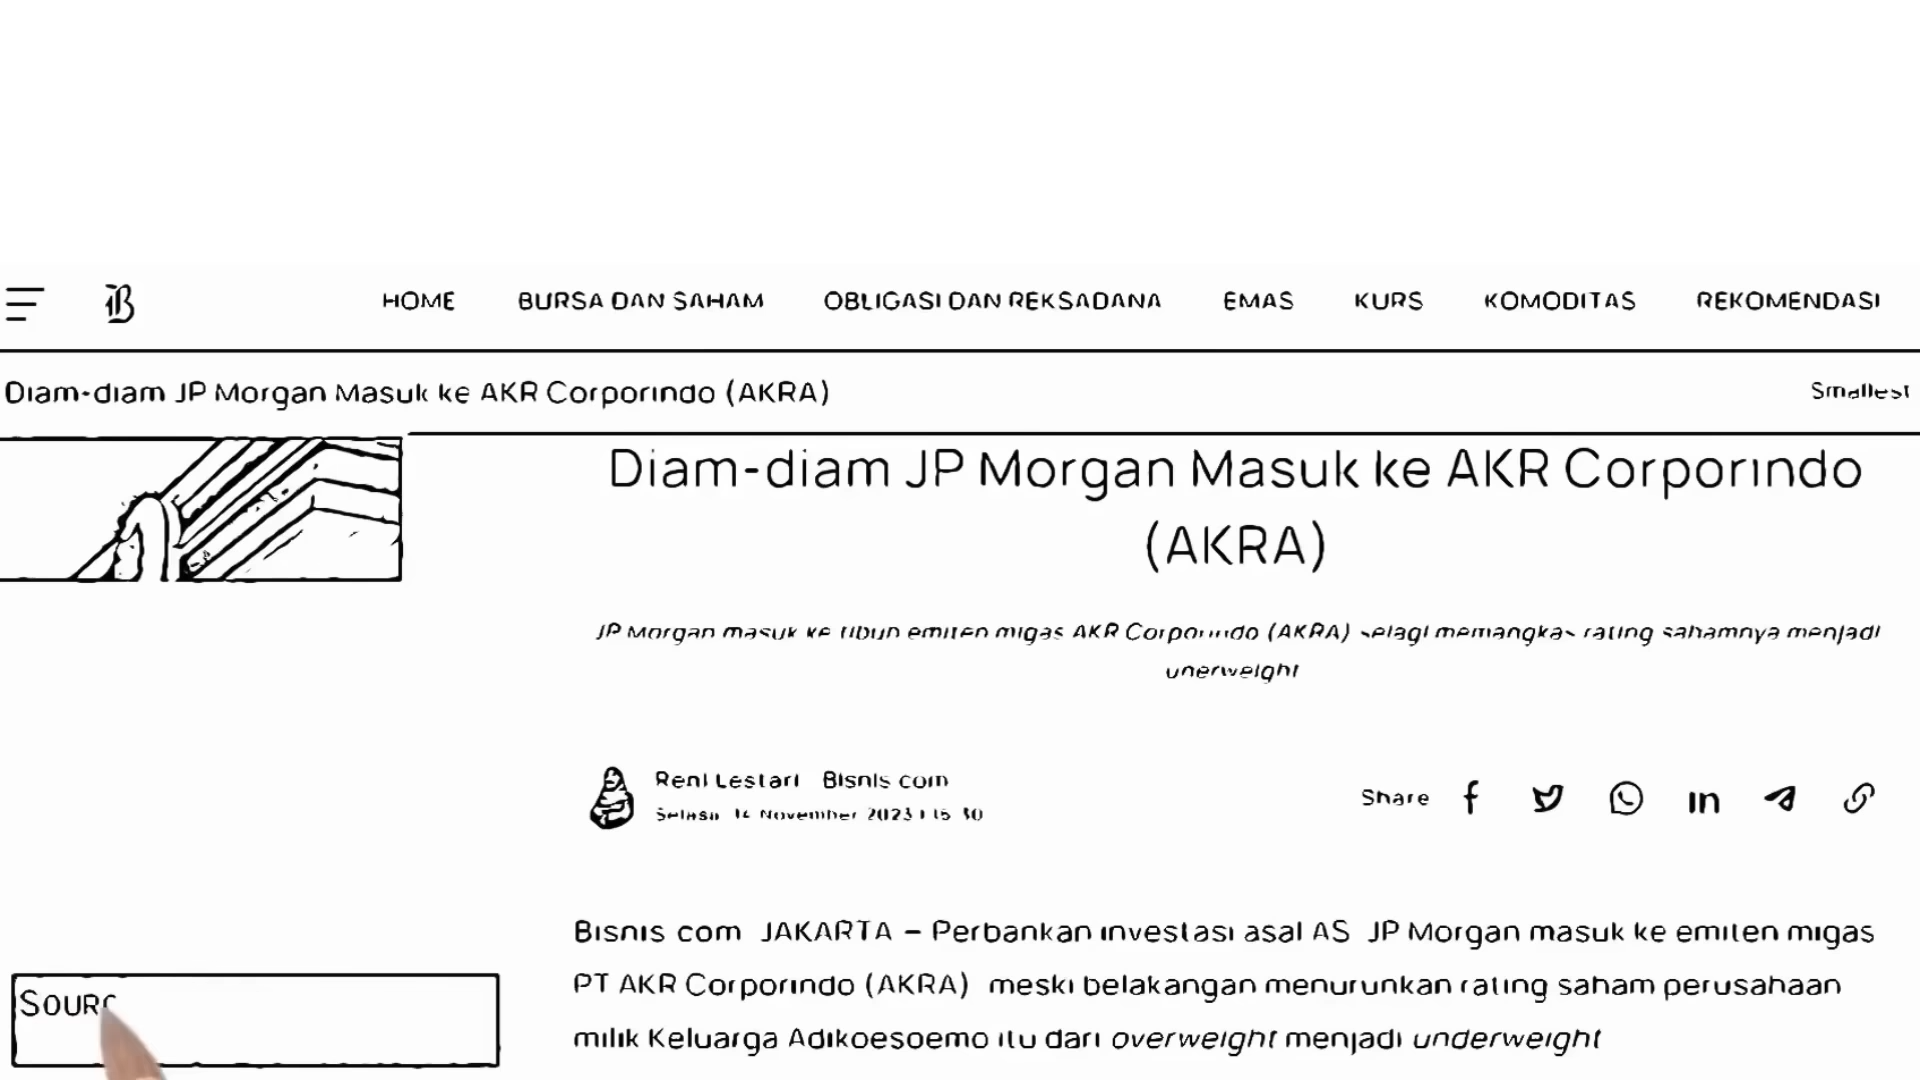 HOME BURSA DAN SAHAM OBLIGASI DAN REKSADANA EMAS KURS KOMODITAS REKOMENDASI
Diam-diam JP Morgan Masuk ke AKR Corporindo (AKRA)
Smallest
Diam-diam JP Morgan Masuk ke AKR Corporindo
(AKRA)
JP Morgan masuk ke emiten migas AKR Corporindo (AKRA) selagi memangkas rating sahamnya menjadi
unerweight
Reni Lestari Bisnis com
Selasa 14 November 2023
Share
Bisnis com JAKARTA – Perbankan investasi asal AS JP Morgan masuk ke emiten migas
PT AKR Corporindo (AKRA) meski belakangan menurunkan rating saham perusahaan
milik Keluarga Adikoesoemo itu dari overweight menjadi underweight
SOURC